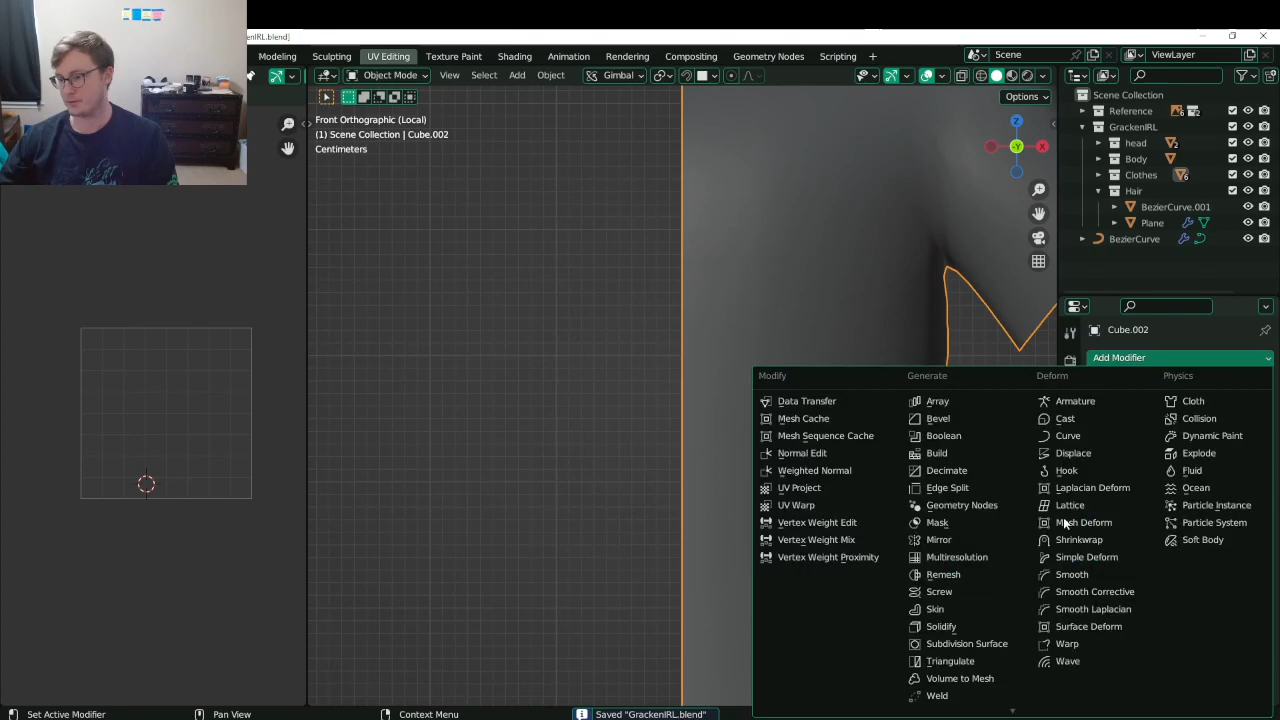 enIRL.blend]
Modeling Sculpting UV Editing Texture Paint Shading Animation Rendering Compositing Geometry Nodes Scripting Scene ViewLayer
Object Mode View Select Add Object Gimbal
Options
Front Orthographic (Local)
(1) Scene Collection | Cube.002
Centimeters
Z
-Y X
Scene Collection
Reference 6 2
GrackenIRL
head 2
Body
Clothes 6
Hair
BezierCurve.001
Plane
BezierCurve
Cube.002
Add Modifier
Modify Generate Deform Physics
Data Transfer Array Armature Cloth
Mesh Cache Bevel Cast Collision
Mesh Sequence Cache Boolean Curve Dynamic Paint
Normal Edit Build Displace Explode
Weighted Normal Decimate Hook Fluid
UV Project Edge Split Laplacian Deform Ocean
UV Warp Geometry Nodes Lattice Particle Instance
Vertex Weight Edit Mask Mesh Deform Particle System
Vertex Weight Mix Mirror Shrinkwrap Soft Body
Vertex Weight Proximity Multiresolution Simple Deform
Remesh Smooth
Screw Smooth Corrective
Skin Smooth Laplacian
Solidify Surface Deform
Subdivision Surface Warp
Triangulate Wave
Volume to Mesh
Weld
Set Active Modifier Pan View Context Menu Saved "GrackenIRL.blend"